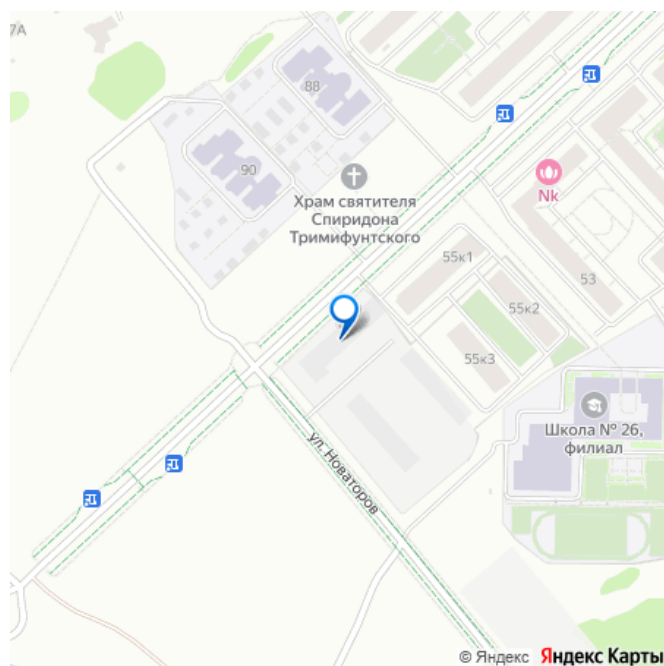 7А
88
90
Храм святителя
Спиридона
Тримифунтского
Nk
55к1
53
55к2
55к3
Школа № 26,
филиал
ул. Новаторов
© Яндекс Яндекс Карты